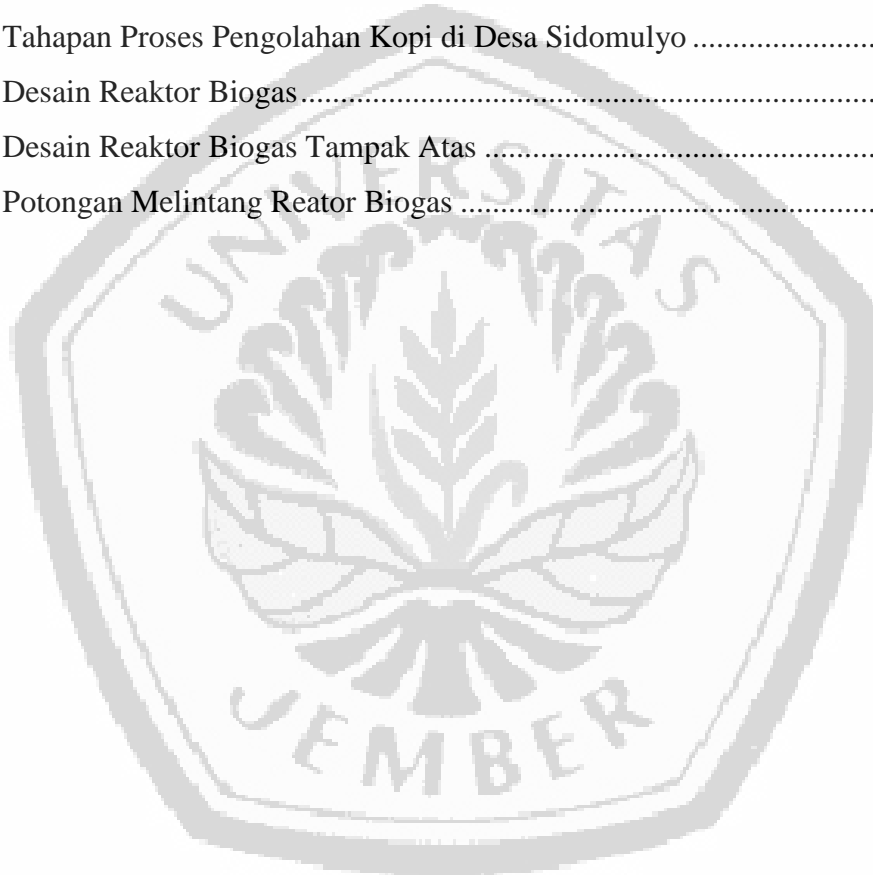 Tahapan Proses Pengolahan Kopi di Desa Sidomulyo .......................
Desain Reaktor Biogas........................................................................
Desain Reaktor Biogas Tampak Atas .................................................
Potongan Melintang Reator Biogas ....................................................
UNIVERSITAS
JEMBER